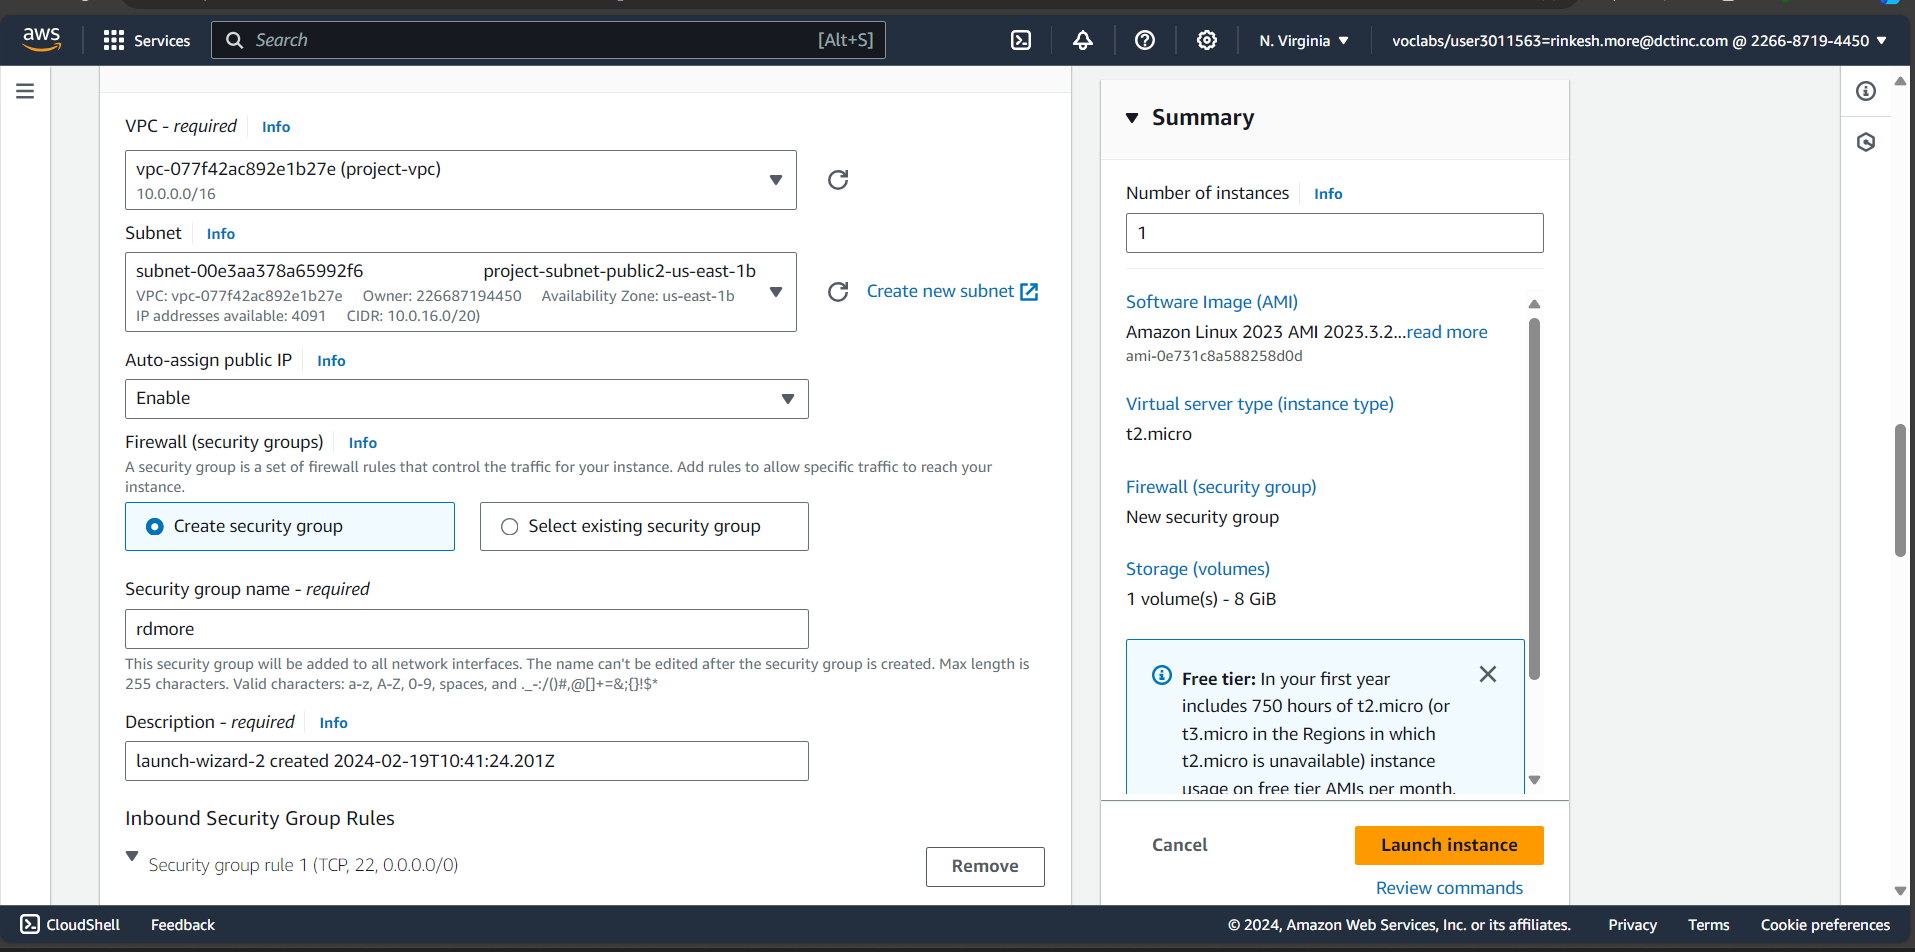 aws
Services
Search
[Alt+S]
N. Virginia
voclabs/user3011563=rinkesh.more@dctinc.com @ 2266-8719-4450
VPC - required
Info
vpc-077f42ac892e1b27e (project-vpc)
10.0.0.0/16
Subnet
Info
subnet-00e3aa378a65992f6 project-subnet-public2-us-east-1b
VPC: vpc-077f42ac892e1b27e Owner: 226687194450 Availability Zone: us-east-1b
IP addresses available: 4091 CIDR: 10.0.16.0/20)
Create new subnet
Auto-assign public IP
Info
Enable
Firewall (security groups)
Info
A security group is a set of firewall rules that control the traffic for your instance. Add rules to allow specific traffic to reach your
instance.
Create security group
Select existing security group
Security group name - required
rdmore
This security group will be added to all network interfaces. The name can't be edited after the security group is created. Max length is
255 characters. Valid characters: a-z, A-Z, 0-9, spaces, and ._-:/()#,@[]+=&;{}!$*
Description - required
Info
launch-wizard-2 created 2024-02-19T10:41:24.201Z
Inbound Security Group Rules
Security group rule 1 (TCP, 22, 0.0.0.0/0)
Remove
Summary
Number of instances
Info
1
Software Image (AMI)
Amazon Linux 2023 AMI 2023.3.2...read more
ami-0e731c8a588258d0d
Virtual server type (instance type)
t2.micro
Firewall (security group)
New security group
Storage (volumes)
1 volume(s) - 8 GiB
Free tier: In your first year
includes 750 hours of t2.micro (or
t3.micro in the Regions in which
t2.micro is unavailable) instance
usage on free tier AMIs per month,
Cancel
Launch instance
Review commands
CloudShell
Feedback
© 2024, Amazon Web Services, Inc. or its affiliates.
Privacy
Terms
Cookie preferences